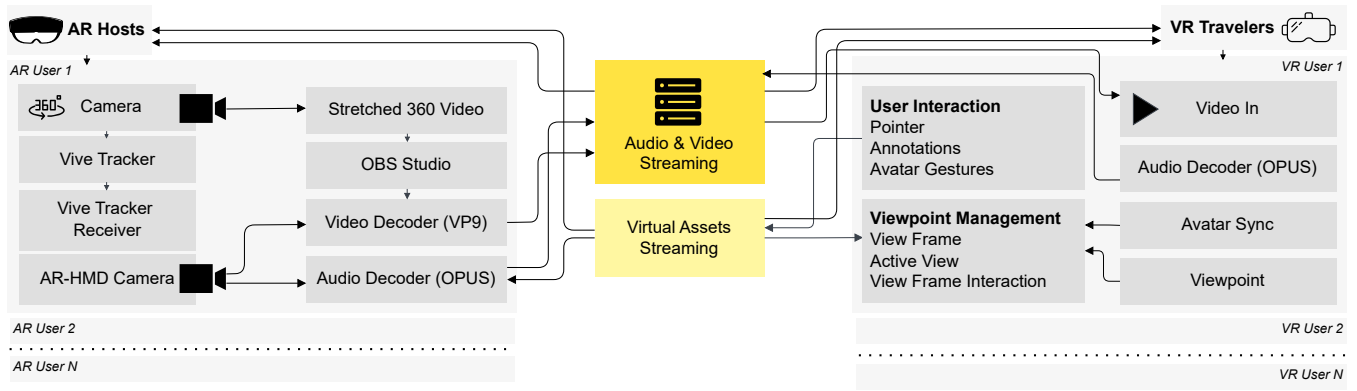 AR Hosts
AR User 1
360°
Camera
Vive Tracker
Vive Tracker
Receiver
AR-HMD Camera
Stretched 360 Video
OBS Studio
Video Decoder (VP9)
Audio Decoder (OPUS)
AR User 2
AR User N
Audio & Video
Streaming
Virtual Assets
Streaming
VR Travelers
VR User 1
User Interaction
Pointer
Annotations
Avatar Gestures
Viewpoint Management
View Frame
Active View
View Frame Interaction
Video In
Audio Decoder (OPUS)
Avatar Sync
Viewpoint
VR User 2
VR User N